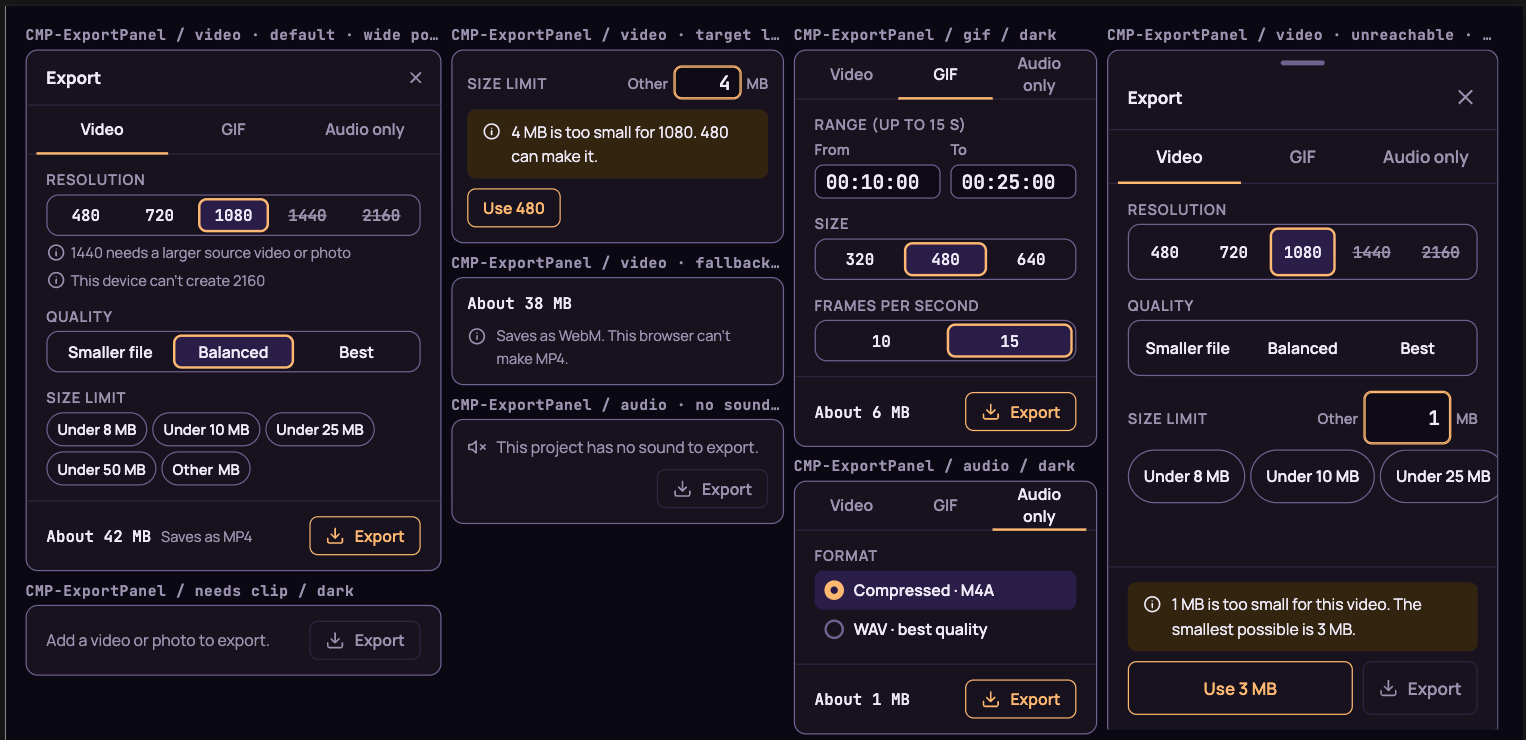 CMP-ExportPanel / video · default · wide po…
Export
Video GIF Audio only
RESOLUTION
480 720 1080 1440 2160
1440 needs a larger source video or photo
This device can't create 2160
QUALITY
Smaller file Balanced Best
SIZE LIMIT
Under 8 MB Under 10 MB Under 25 MB
Under 50 MB Other MB
About 42 MB Saves as MP4 Export
CMP-ExportPanel / needs clip / dark
Add a video or photo to export. Export
CMP-ExportPanel / video · target l…
SIZE LIMIT Other 4 MB
4 MB is too small for 1080. 480
can make it.
Use 480
CMP-ExportPanel / video · fallback…
About 38 MB
Saves as WebM. This browser can't
make MP4.
CMP-ExportPanel / audio · no sound…
This project has no sound to export.
Export
CMP-ExportPanel / gif / dark
Video GIF Audio
only
RANGE (UP TO 15 S)
From To
00:10:00 00:25:00
SIZE
320 480 640
FRAMES PER SECOND
10 15
About 6 MB Export
CMP-ExportPanel / audio / dark
Video GIF Audio
only
FORMAT
Compressed · M4A
WAV · best quality
About 1 MB Export
CMP-ExportPanel / video · unreachable · …
Export
Video GIF Audio only
RESOLUTION
480 720 1080 1440 2160
QUALITY
Smaller file Balanced Best
SIZE LIMIT Other 1 MB
Under 8 MB Under 10 MB Under 25 MB
1 MB is too small for this video. The
smallest possible is 3 MB.
Use 3 MB Export